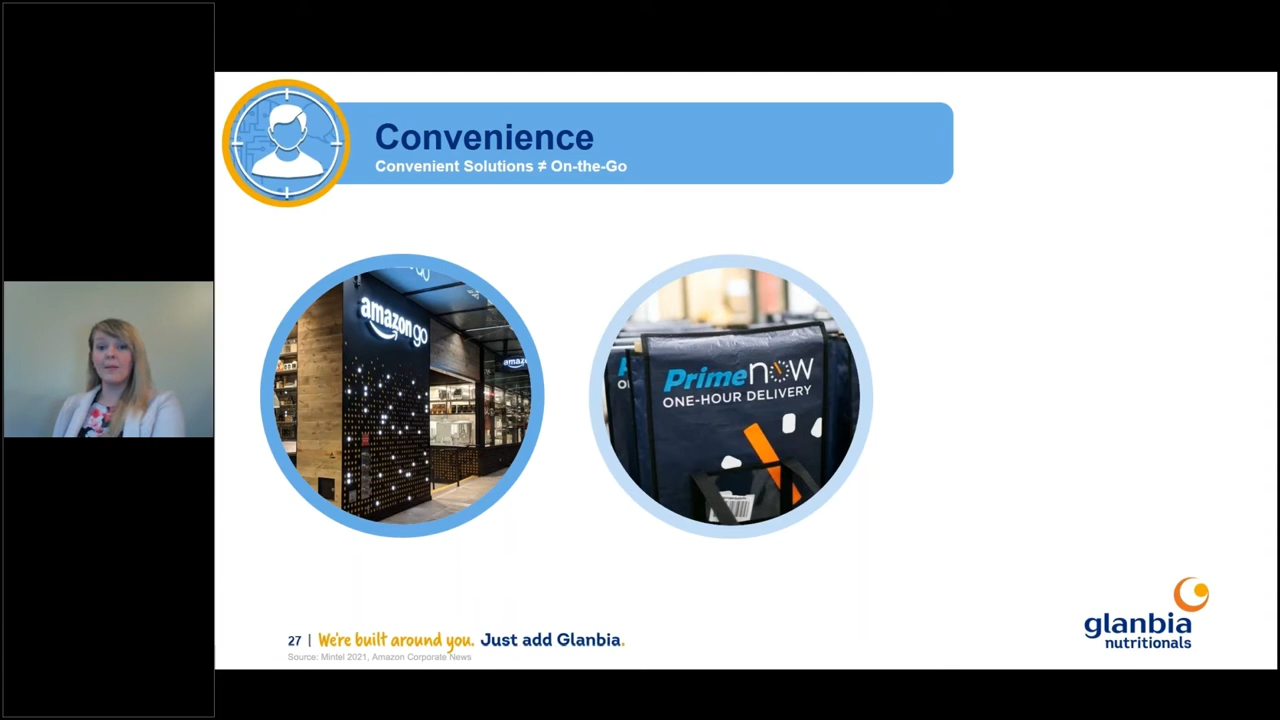 Convenience
Convenient Solutions ≠ On-the-Go
amazon go
Prime now
ONE-HOUR DELIVERY
27 | We're built around you. Just add Glanbia.
Source: Mintel 2021, Amazon Corporate News
glanbia
nutritionals